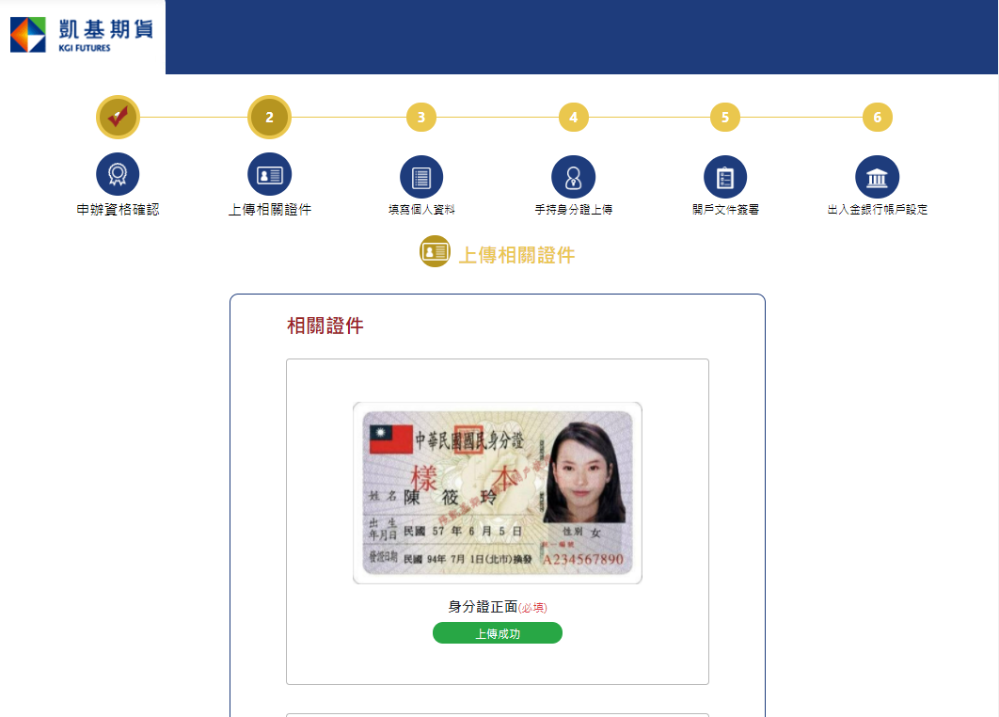 凱基期貨
KGI FUTURES
2
3
4
5
6
申辦資格確認
上傳相關證件
填寫個人資料
手持身分證上傳
開戶文件簽署
出入金銀行帳戶設定
上傳相關證件
相關證件
中華民國國民身分證
樣本
姓名 陳筱玲
出生年月日 民國 57 年 6 月 5 日
性別 女
發證日期 民國 94年 7月 1日(北市)換發
統一編號
A234567890
身分證正面(必填)
上傳成功